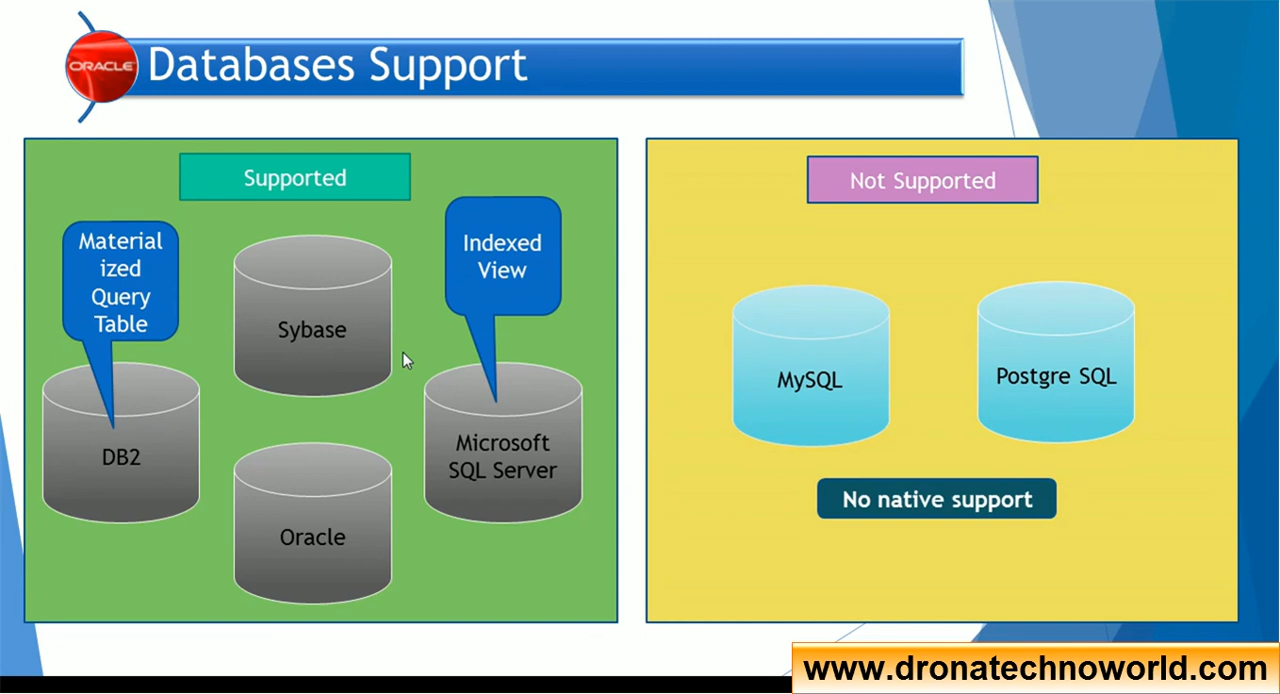 ORACLE
Databases Support
Supported
Material
ized
Query
Table
Indexed
View
Sybase
DB2
Microsoft
SQL Server
Oracle
Not Supported
MySQL
Postgre SQL
No native support
www.dronatechnoworld.com